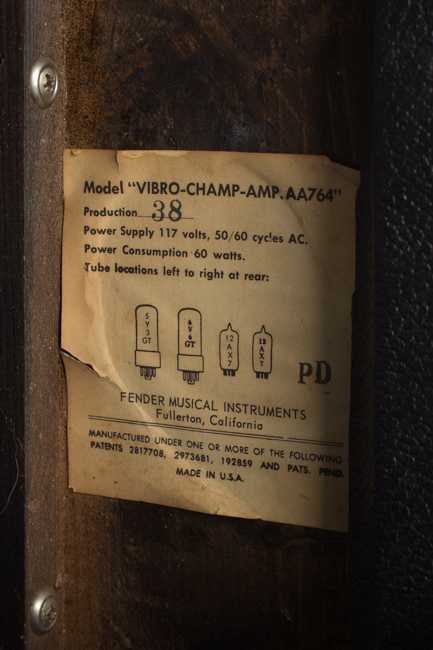 Model "VIBRO-CHAMP-AMP.AA764"
Production 38
Power Supply 117 volts, 50/60 cycles AC.
Power Consumption 60 watts.
Tube locations left to right at rear:
5Y3GT 6V6GT 12AX7 12AX7
PD
FENDER MUSICAL INSTRUMENTS
Fullerton, California
MANUFACTURED UNDER ONE OR MORE OF THE FOLLOWING
PATENTS 2817708, 2973681, 192859 AND PATS. PEND.
MADE IN U.S.A.